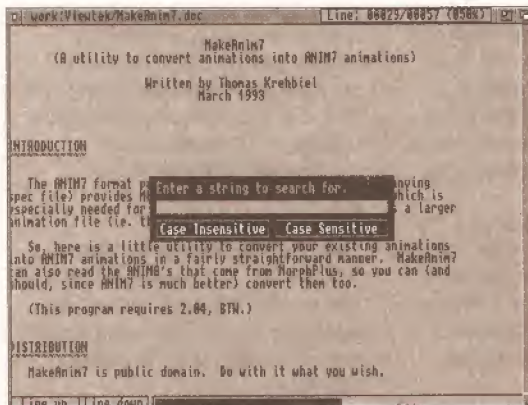 work:Viewtek/MakeAnim7.doc Line: 00029/00057 (050%)
MakeAnim7
(A utility to convert animations into ANIM7 animations)
Written by Thomas Krehbiel
March 1993
INTRODUCTION
The ANIM7 format
spec file) provides which is
especially needed for a larger
animation file (ie.
Enter a string to search for.
Case Insensitive Case Sensitive
So, here is a little utility to convert your existing animations
into ANIM7 animations in a fairly straightforward manner. MakeAnim7
can also read the ANIM8's that come from MorphPlus, so you can (and
should, since ANIM7 is much better) convert them too.
(This program requires 2.04, BTW.)
DISTRIBUTION
MakeAnim7 is public domain. Do with it what you wish.
Line up Line down